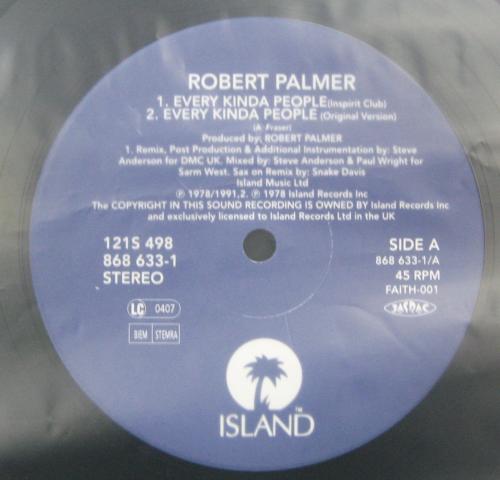 ROBERT PALMER
1. EVERY KINDA PEOPLE (Inspirit Club)
2. EVERY KINDA PEOPLE (Original Version)
(A. Fraser)
Produced by: ROBERT PALMER
1. Remix, Post Production & Additional Instrumentation by: Steve
Anderson for DMC UK. Mixed by: Steve Anderson & Paul Wright for
Sarm West. Sax on Remix by: Snake Davis
Island Music Ltd
℗ 1978/1991,2. ℗ 1978 Island Records Inc
The COPYRIGHT IN THIS SOUND RECORDING IS OWNED BY Island Records Inc
and exclusively licensed to Island Records Ltd in the UK
12IS 498
868 633-1
STEREO
SIDE A
868 633-1/A
45 RPM
FAITH-001
LC 0407
BIEM STEMRA
ISLAND™